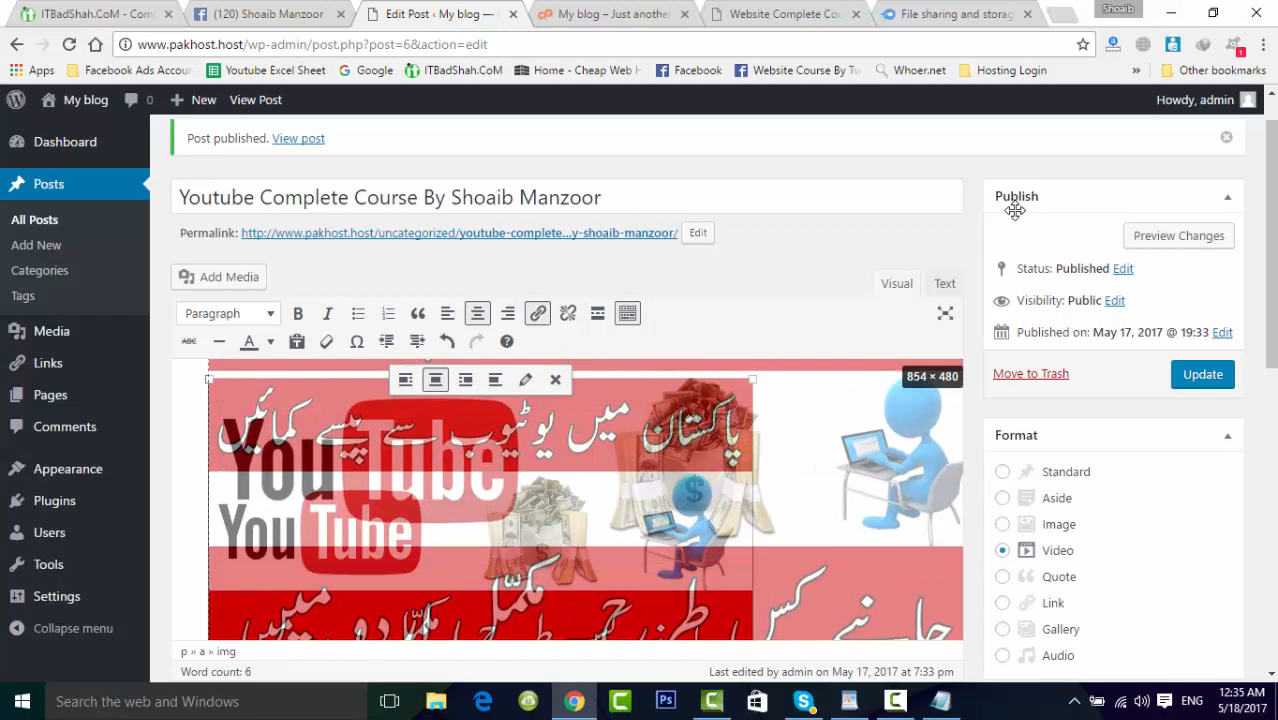 ITBadShah.CoM - Com
(120) Shoaib Manzoor
Edit Post ‹ My blog —
My blog – Just anothe
Website Complete Cou
File sharing and storag
Shoaib
www.pakhost.host/wp-admin/post.php?post=6&action=edit
Apps Facebook Ads Accoun Youtube Excel Sheet Google ITBadShah.CoM Home - Cheap Web H Facebook Website Course By Tw Whoer.net Hosting Login » Other bookmarks
1
My blog 0 New View Post Howdy, admin
Dashboard
Posts
All Posts
Add New
Categories
Tags
Media
Links
Pages
Comments
Appearance
Plugins
Users
Tools
Settings
Collapse menu
Post published. View post
Youtube Complete Course By Shoaib Manzoor
Permalink: http://www.pakhost.host/uncategorized/youtube-complete…y-shoaib-manzoor/ Edit
Add Media
Visual Text
Paragraph
ABC A
854 × 480
پاکستان میں یوٹیوب سے پیسے کمائیں
YouTube
YouTube
p » a » img
Word count: 6 Last edited by admin on May 17, 2017 at 7:33 pm
Publish
Preview Changes
Status: Published Edit
Visibility: Public Edit
Published on: May 17, 2017 @ 19:33 Edit
Move to Trash Update
Format
Standard
Aside
Image
Video
Quote
Link
Gallery
Audio
Search the web and Windows
Ps
ENG
12:35 AM
5/18/2017